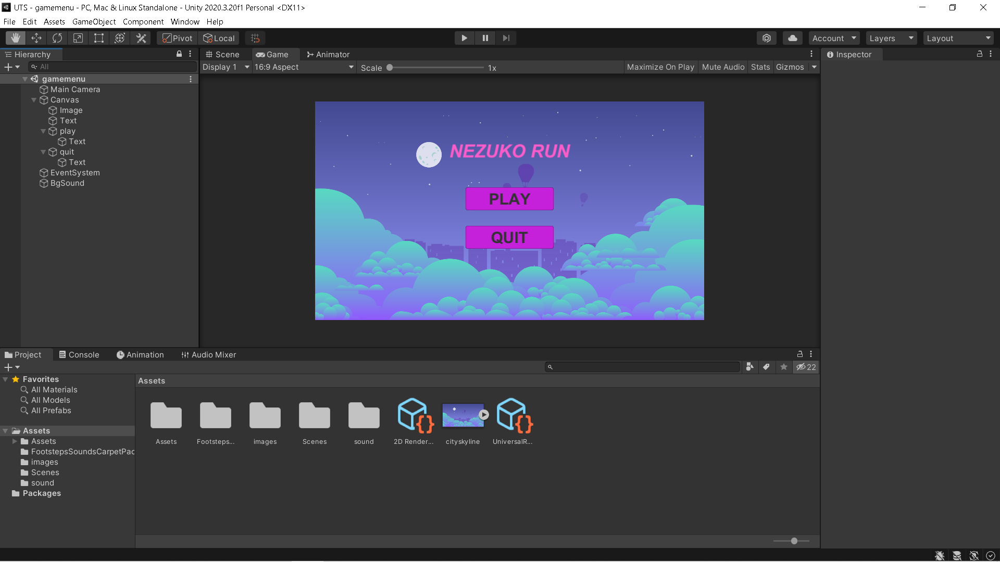 UTS - gamemenu - PC, Mac & Linux Standalone - Unity 2020.3.20f1 Personal <DX11>
File Edit Assets GameObject Component Window Help
Pivot Local Account Layers Layout
Hierarchy
All
gamemenu
Main Camera
Canvas
Image
Text
play
Text
quit
Text
EventSystem
BgSound
Scene Game Animator
Display 1 16:9 Aspect Scale 1x Maximize On Play Mute Audio Stats Gizmos
NEZUKO RUN
PLAY
QUIT
Inspector
Project Console Animation Audio Mixer
22
Favorites
All Materials
All Models
All Prefabs
Assets
Assets
FootstepsSoundsCarpetPac
images
Scenes
sound
Packages
Assets
Assets Footsteps... images Scenes sound 2D Render... cityskyline UniversalR...